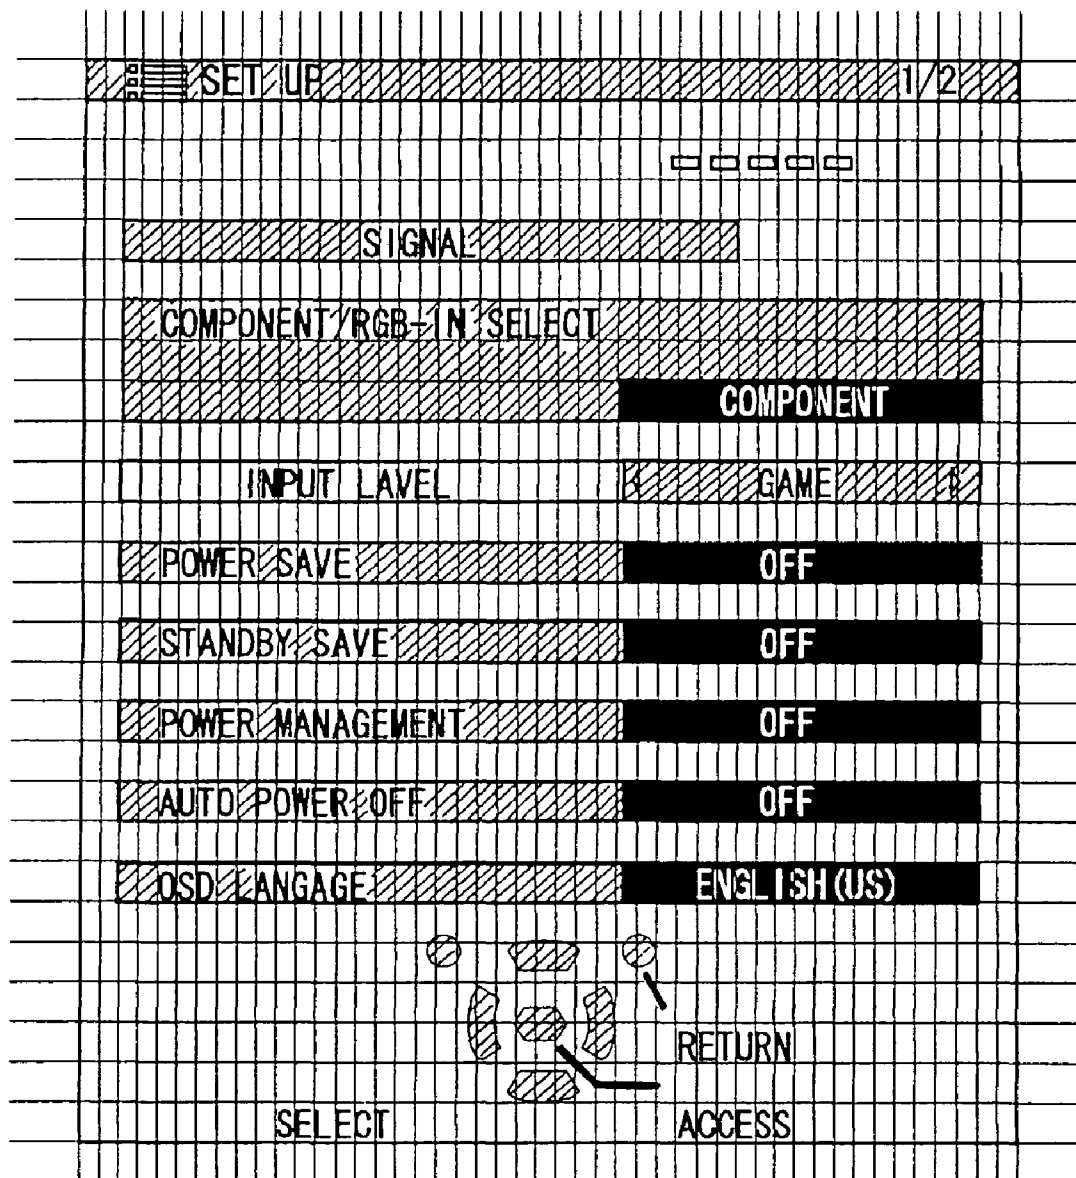 SET UP 1/2
SIGNAL
COMPONENT/RGB-IN SELECT
COMPONENT
INPUT LAVEL GAME
POWER SAVE OFF
STANDBY SAVE OFF
POWER MANAGEMENT OFF
AUTO POWER OFF OFF
OSD LANGAGE ENGLISH(US)
RETURN
SELECT ACCESS